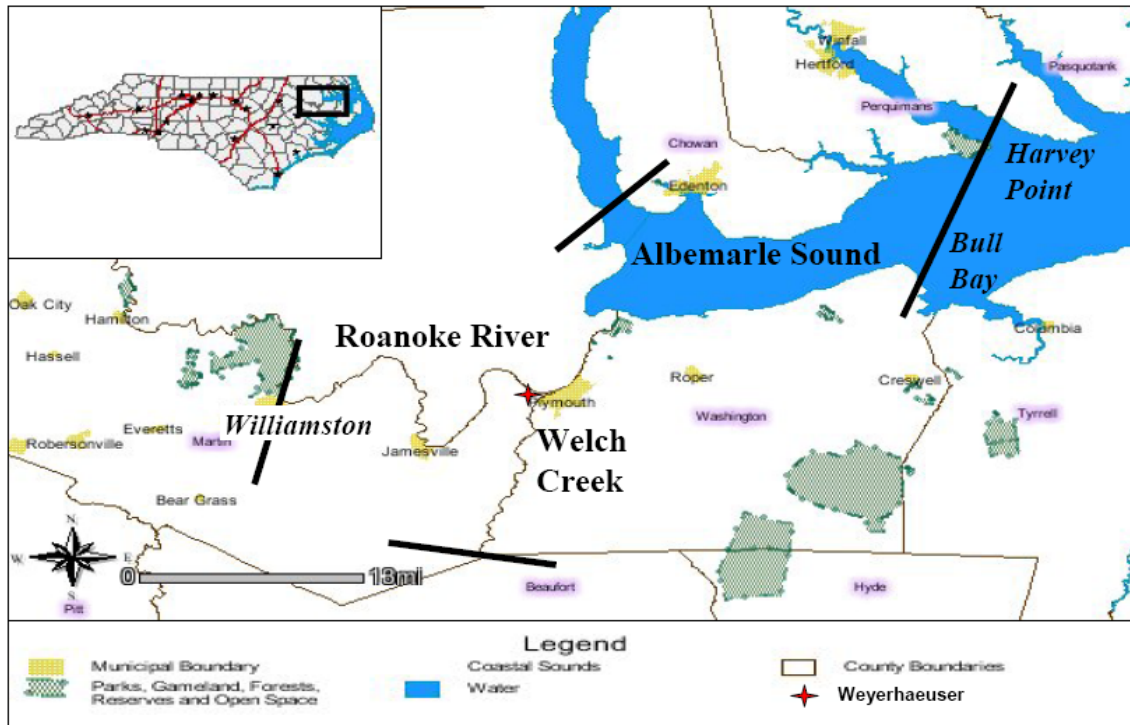 Winfall
Hertford
Pasquotank
Perquimans
Chowan
Harvey
Point
Edenton
Albemarle Sound
Bull
Bay
Oak City
Hamilton
Roanoke River
Columbia
Hassell
Roper
Creswell
Plymouth
Washington
Tyrrell
Williamston
Everetts
Robersonville
Martin
Jamesville
Welch
Creek
Bear Grass
N
W
E
S
0
13mi
Beaufort
Hyde
Pitt
Legend
Municipal Boundary
Coastal Sounds
County Boundaries
Parks, Gameland, Forests,
Reserves and Open Space
Water
Weyerhaeuser